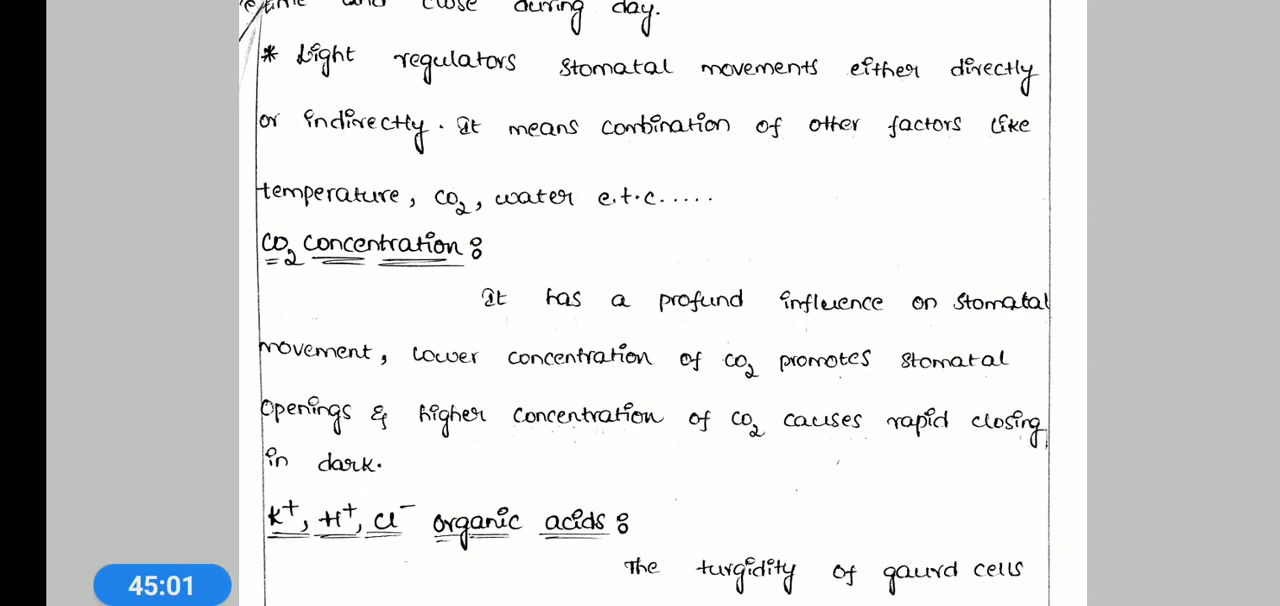 and close during day.
* Light regulators stomatal movements either directly
or indirectly. It means combination of other factors like
temperature, CO2, water e.t.c.....
CO2 concentration :
It has a profund influence on stomatal
movement, lower concentration of CO2 promotes stomatal
openings & higher concentration of CO2 causes rapid closing
in dark.
K+, H+, Cl- organic acids :
The turgidity of gaurd cells
45:01